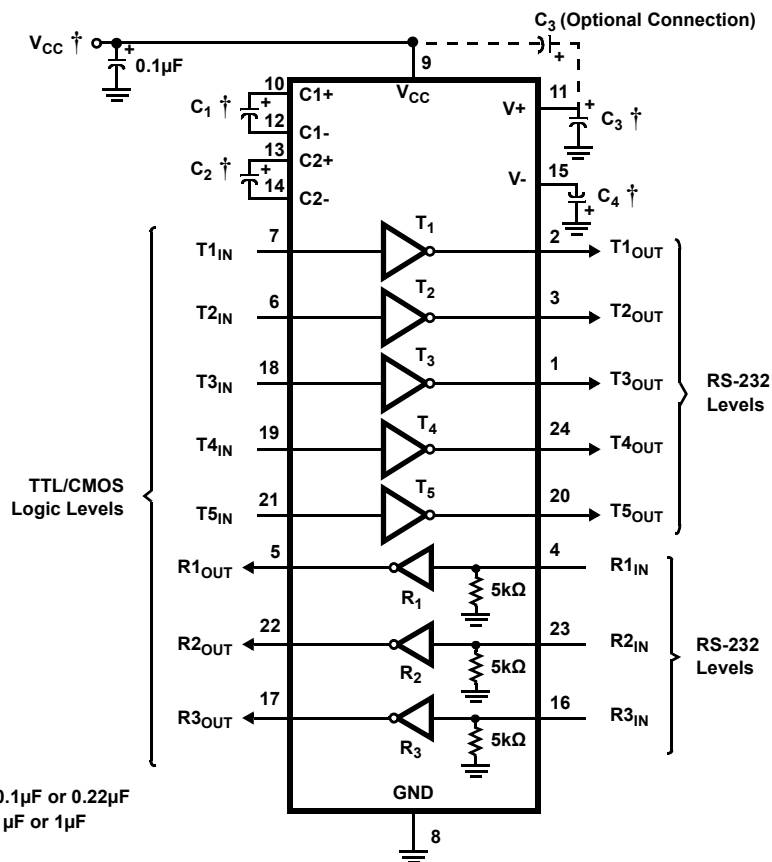 C3 (Optional Connection)
VCC †
+
0.1µF
9
VCC
+
10
C1+
C1 †
+
12
C1-
13
C2+
C2 †
+
14
C2-
11
V+
+
C3 †
15
V-
C4 †
+
T1IN
7
T1
2
T1OUT
T2IN
6
T2
3
T2OUT
T3IN
18
T3
1
T3OUT
T4IN
19
T4
24
T4OUT
T5IN
21
T5
20
T5OUT
TTL/CMOS
Logic Levels
RS-232
Levels
R1OUT
5
R1
5kΩ
4
R1IN
R2OUT
22
R2
5kΩ
23
R2IN
R3OUT
17
R3
5kΩ
16
R3IN
RS-232
Levels
GND
8
0.1µF or 0.22µF
µF or 1µF